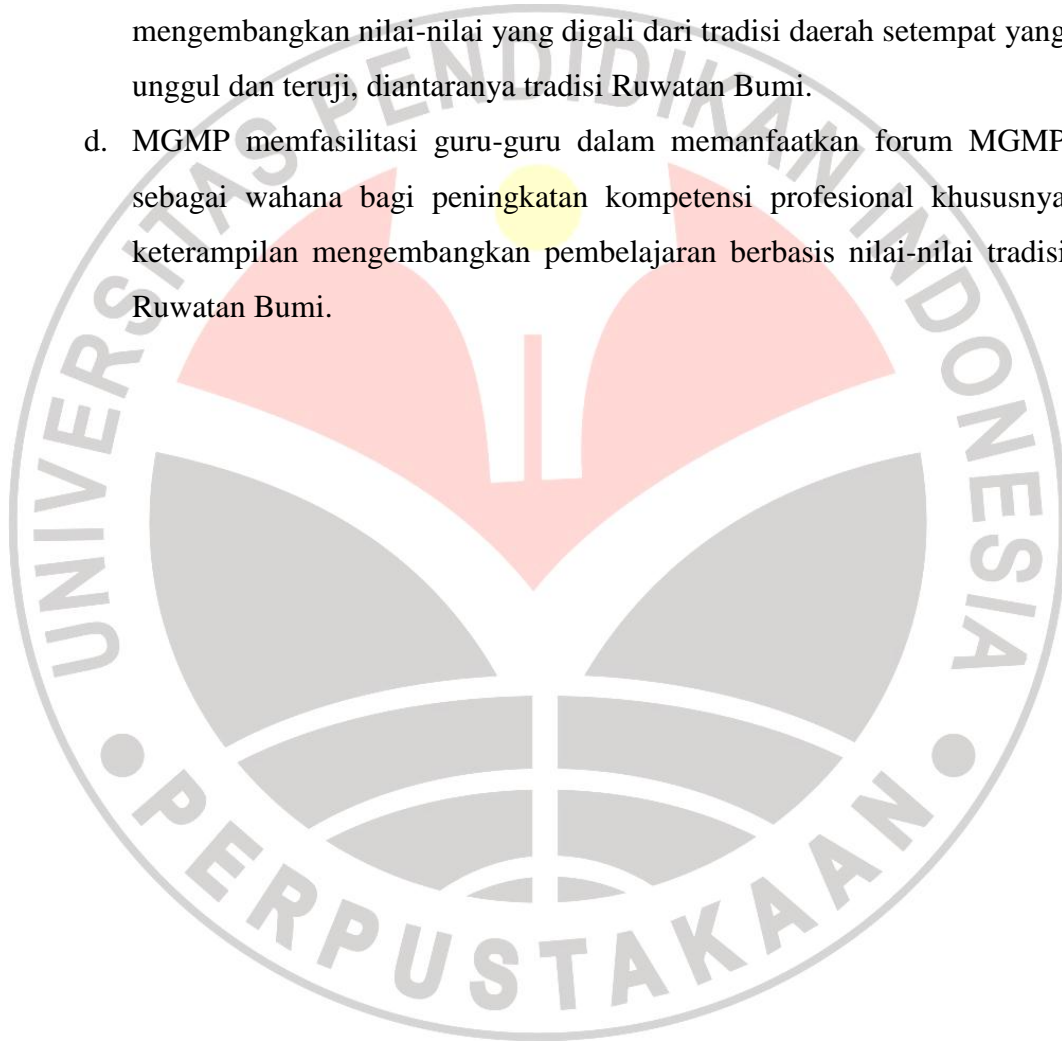 mengembangkan nilai-nilai yang digali dari tradisi daerah setempat yang
unggul dan teruji, diantaranya tradisi Ruwatan Bumi.
d. MGMP memfasilitasi guru-guru dalam memanfaatkan forum MGMP
sebagai wahana bagi peningkatan kompetensi profesional khususnya
keterampilan mengembangkan pembelajaran berbasis nilai-nilai tradisi
Ruwatan Bumi.
UNIVERSITAS PENDIDIKAN INDONESIA
PERPUSTAKAAN